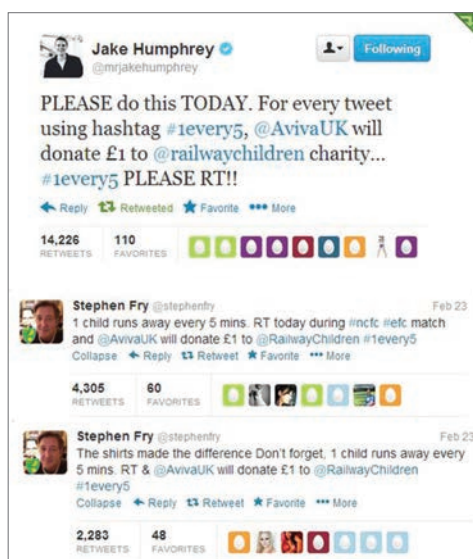 Jake Humphrey
@mrjakehumphrey
Following
PLEASE do this TODAY. For every tweet
using hashtag #1every5, @AvivaUK will
donate £1 to @railwaychildren charity...
#1every5 PLEASE RT!!
Reply Retweeted Favorite More
14,226 110
RETWEETS FAVORITES
Stephen Fry @stephenfry Feb 23
1 child runs away every 5 mins. RT today during #ncfc #efc match
and @AvivaUK will donate £1 to @RailwayChildren #1every5
Collapse Reply Retweet Favorite More
4,305 60
RETWEETS FAVORITES
Stephen Fry @stephenfry Feb 23
The shirts made the difference Don't forget, 1 child runs away every
5 mins. RT & @AvivaUK will donate £1 to @RailwayChildren
#1every5
Collapse Reply Retweet Favorite More
2,283 48
RETWEETS FAVORITES